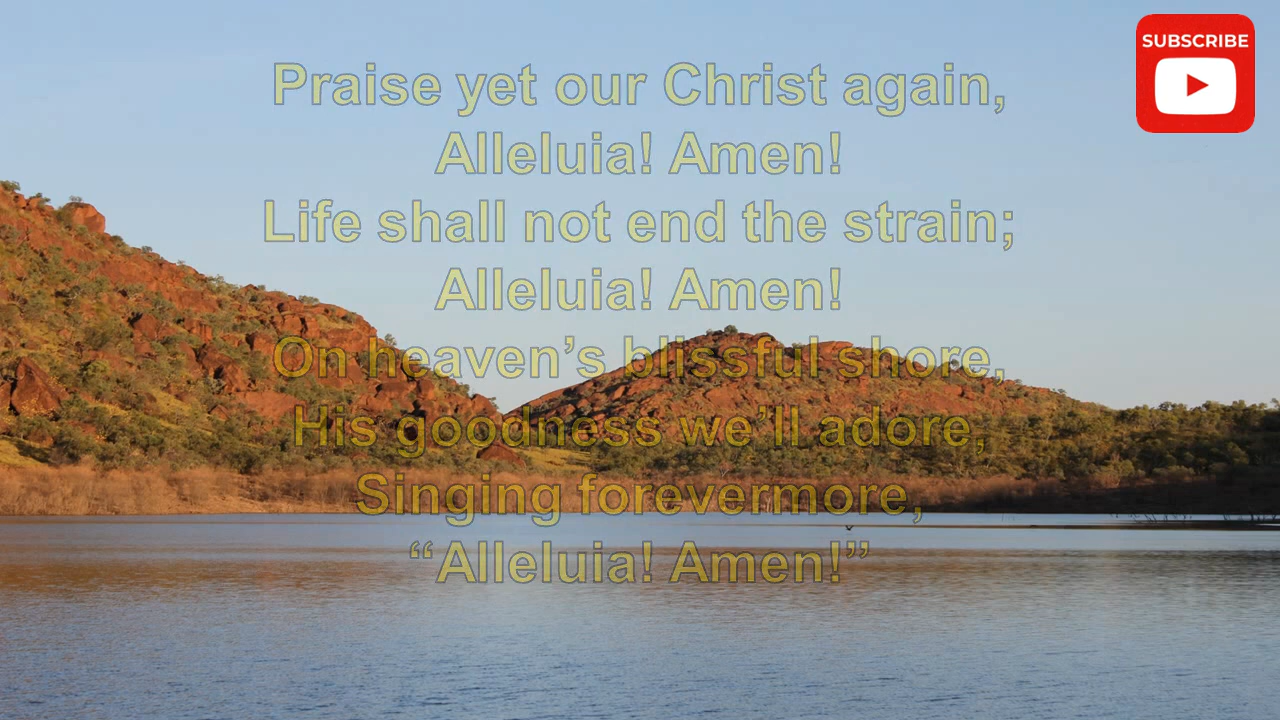 SUBSCRIBE
Praise yet our Christ again,
Alleluia! Amen!
Life shall not end the strain;
Alleluia! Amen!
On heaven’s blissful shore,
His goodness we’ll adore,
Singing forevermore,
“Alleluia! Amen!”